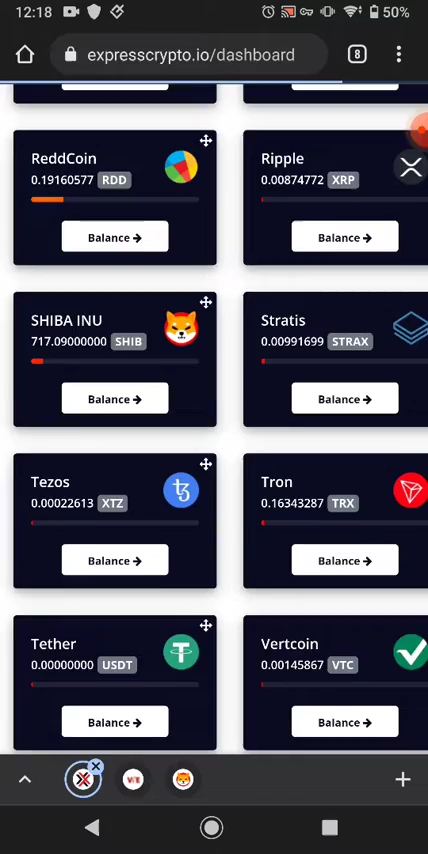 12:18
50%
expresscrypto.io/dashboard
8
ReddCoin
0.19160577 RDD
Balance
Ripple
0.00874772 XRP
Balance
SHIBA INU
717.09000000 SHIB
Balance
Stratis
0.00991699 STRAX
Balance
Tezos
0.00022613 XTZ
Balance
Tron
0.16343287 TRX
Balance
Tether
0.00000000 USDT
Balance
Vertcoin
0.00145867 VTC
Balance
VITE